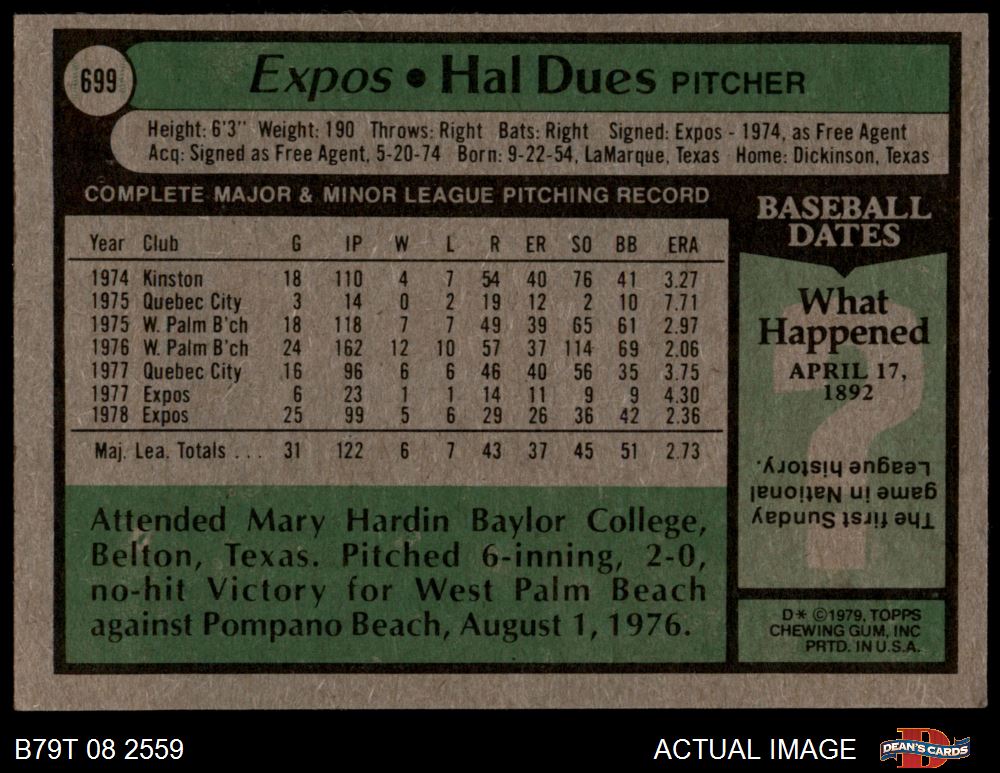 699
Expos • Hal Dues PITCHER
Height: 6'3" Weight: 190 Throws: Right Bats: Right Signed: Expos - 1974, as Free Agent
Acq: Signed as Free Agent, 5-20-74 Born: 9-22-54, LaMarque, Texas Home: Dickinson, Texas
COMPLETE MAJOR & MINOR LEAGUE PITCHING RECORD
Year Club G IP W L R ER SO BB ERA
1974 Kinston 18 110 4 7 54 40 76 41 3.27
1975 Quebec City 3 14 0 2 19 12 2 10 7.71
1975 W. Palm B'ch 18 118 7 7 49 39 65 61 2.97
1976 W. Palm B'ch 24 162 12 10 57 37 114 69 2.06
1977 Quebec City 16 96 6 6 46 40 56 35 3.75
1977 Expos 6 23 1 1 14 11 9 9 4.30
1978 Expos 25 99 5 6 29 26 36 42 2.36
Maj. Lea. Totals ... 31 122 6 7 43 37 45 51 2.73
Attended Mary Hardin Baylor College,
Belton, Texas. Pitched 6-inning, 2-0,
no-hit Victory for West Palm Beach
against Pompano Beach, August 1, 1976.
BASEBALL
DATES
What
Happened
APRIL 17,
1892
The first Sunday
game in National
League history.
D* ©1979, TOPPS
CHEWING GUM, INC
PRTD. IN U.S.A.
B79T 08 2559
ACTUAL IMAGE
DEAN'S CARDS